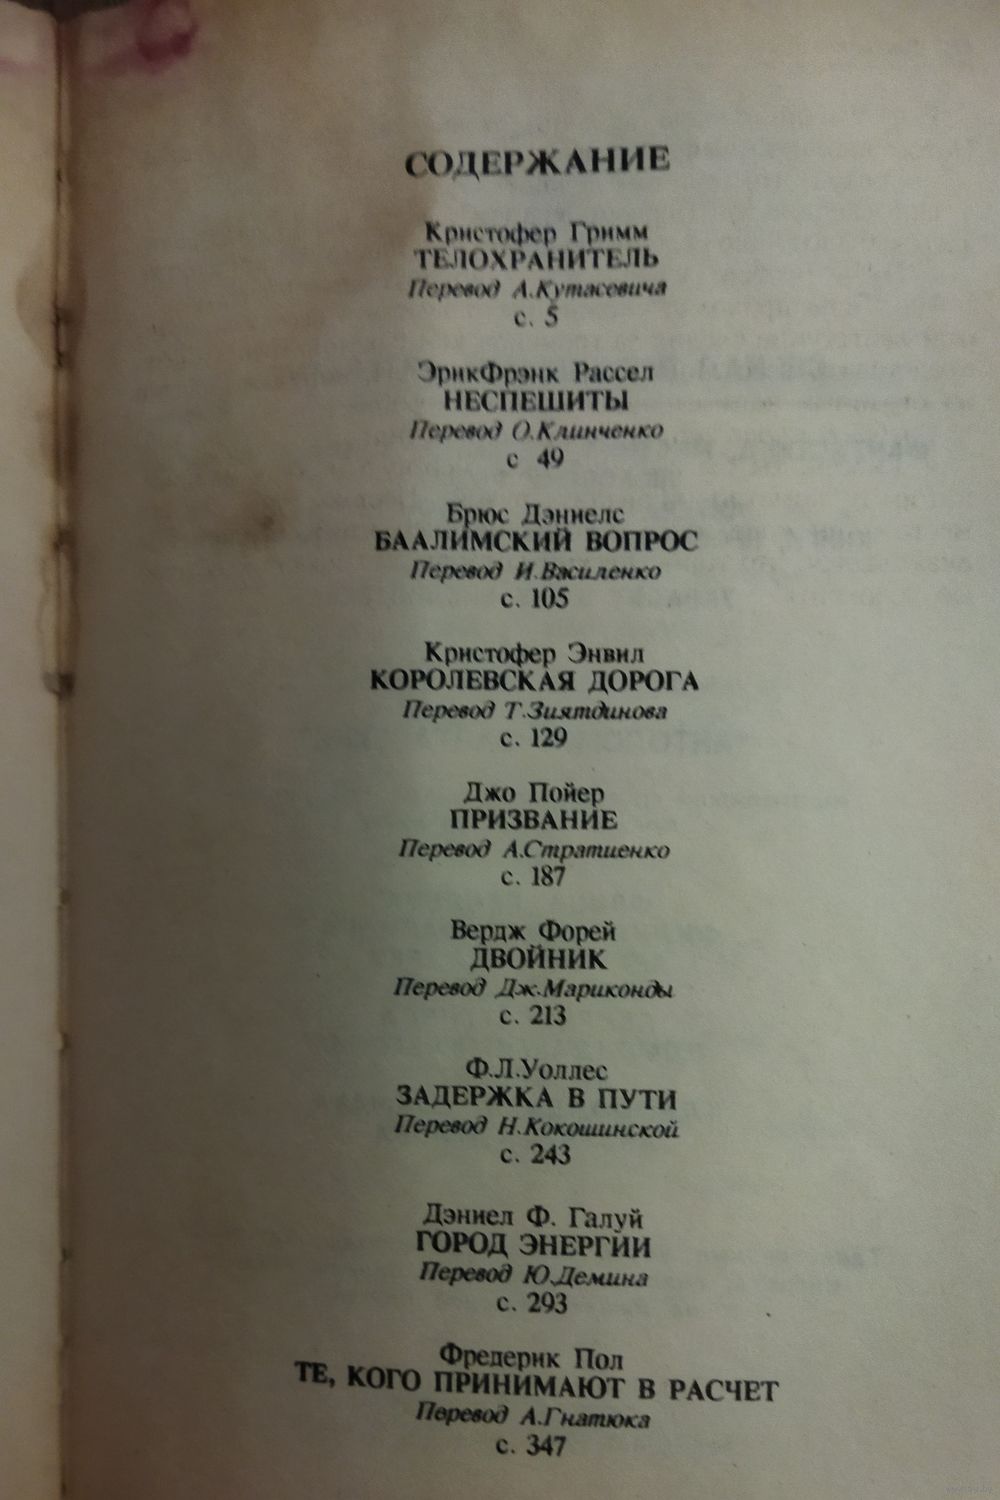 СОДЕРЖАНИЕ
Кристофер Гримм
ТЕЛОХРАНИТЕЛЬ
Перевод А.Кутасевича
с. 5
ЭрикФрэнк Рассел
НЕСПЕШИТЫ
Перевод О.Клинченко
с 49
Брюс Дэниелс
БААЛИМСКИЙ ВОПРОС
Перевод И.Василенко
с. 105
Кристофер Энвил
КОРОЛЕВСКАЯ ДОРОГА
Перевод Т.Зиятдинова
с. 129
Джо Пойер
ПРИЗВАНИЕ
Перевод А.Стратиенко
с. 187
Вердж Форей
ДВОЙНИК
Перевод Дж.Мариконды
с. 213
Ф.Л.Уоллес
ЗАДЕРЖКА В ПУТИ
Перевод Н.Кокошинской
с. 243
Дэниел Ф. Галуй
ГОРОД ЭНЕРГИИ
Перевод Ю.Демина
с. 293
Фредерик Пол
ТЕ, КОГО ПРИНИМАЮТ В РАСЧЕТ
Перевод А.Гнатюка
с. 347